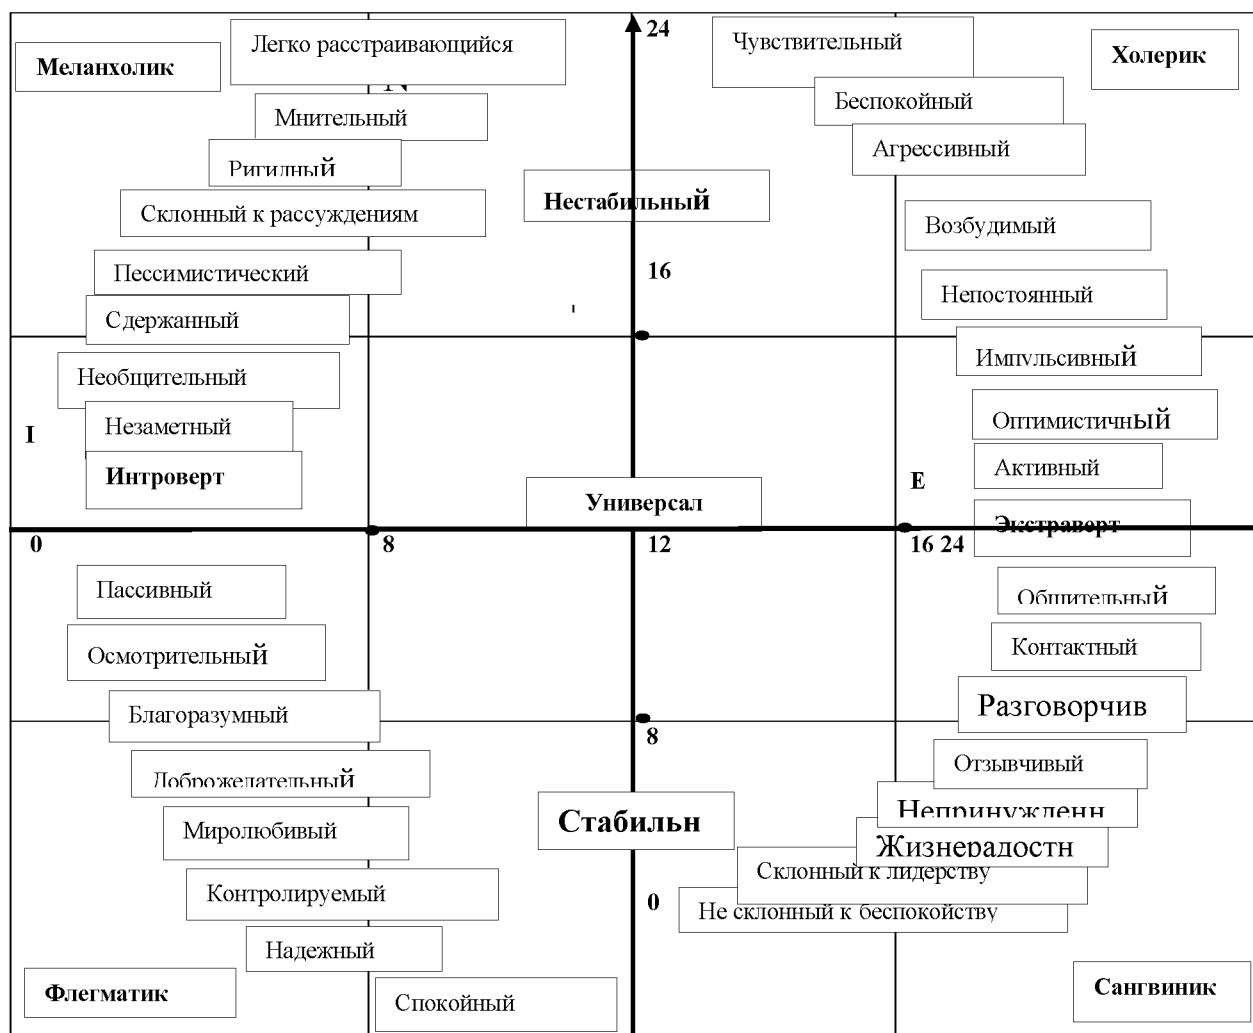 Легко расстраивающийся
24
Чувствительный
Меланхолик
Холерик
N
Беспокойный
Мнительный
Агрессивный
Ригидный
Нестабильный
Склонный к рассуждениям
Возбудимый
Пессимистический
16
Непостоянный
Сдержанный
Импульсивный
Необщительный
Оптимистичный
Незаметный
I
Активный
Интроверт
E
Универсал
Экстраверт
0
8
12
16 24
Пассивный
Общительный
Осмотрительный
Контактный
Благоразумный
Разговорчив
8
Доброжелательный
Отзывчивый
Непринужденн
Стабильн
Миролюбивый
Жизнерадостн
Склонный к лидерству
Контролируемый
0
Не склонный к беспокойству
Надежный
Флегматик
Спокойный
Сангвиник